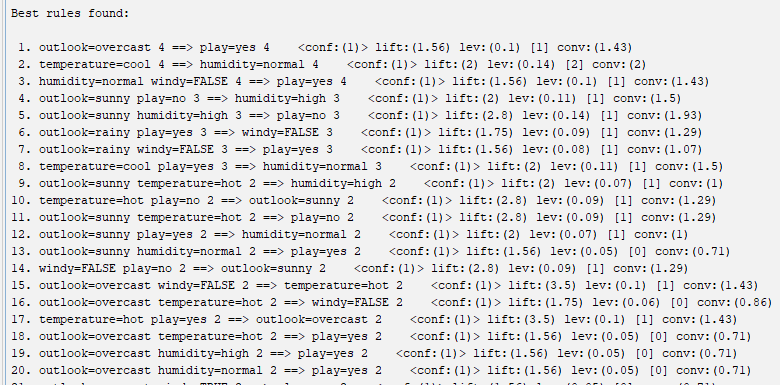 Best rules found:
1. outlook=overcast 4 ==> play=yes 4    <conf:(1)> lift:(1.56) lev:(0.1) [1] conv:(1.43)
2. temperature=cool 4 ==> humidity=normal 4    <conf:(1)> lift:(2) lev:(0.14) [2] conv:(2)
3. humidity=normal windy=FALSE 4 ==> play=yes 4    <conf:(1)> lift:(1.56) lev:(0.1) [1] conv:(1.43)
4. outlook=sunny play=no 3 ==> humidity=high 3    <conf:(1)> lift:(2) lev:(0.11) [1] conv:(1.5)
5. outlook=sunny humidity=high 3 ==> play=no 3    <conf:(1)> lift:(2.8) lev:(0.14) [1] conv:(1.93)
6. outlook=rainy play=yes 3 ==> windy=FALSE 3    <conf:(1)> lift:(1.75) lev:(0.09) [1] conv:(1.29)
7. outlook=rainy windy=FALSE 3 ==> play=yes 3    <conf:(1)> lift:(1.56) lev:(0.08) [1] conv:(1.07)
8. temperature=cool play=yes 3 ==> humidity=normal 3    <conf:(1)> lift:(2) lev:(0.11) [1] conv:(1.5)
9. outlook=sunny temperature=hot 2 ==> humidity=high 2    <conf:(1)> lift:(2) lev:(0.07) [1] conv:(1)
10. temperature=hot play=no 2 ==> outlook=sunny 2    <conf:(1)> lift:(2.8) lev:(0.09) [1] conv:(1.29)
11. outlook=sunny temperature=hot 2 ==> play=no 2    <conf:(1)> lift:(2.8) lev:(0.09) [1] conv:(1.29)
12. outlook=sunny play=yes 2 ==> humidity=normal 2    <conf:(1)> lift:(2) lev:(0.07) [1] conv:(1)
13. outlook=sunny humidity=normal 2 ==> play=yes 2    <conf:(1)> lift:(1.56) lev:(0.05) [0] conv:(0.71)
14. windy=FALSE play=no 2 ==> outlook=sunny 2    <conf:(1)> lift:(2.8) lev:(0.09) [1] conv:(1.29)
15. outlook=overcast windy=FALSE 2 ==> temperature=hot 2    <conf:(1)> lift:(3.5) lev:(0.1) [1] conv:(1.43)
16. outlook=overcast temperature=hot 2 ==> windy=FALSE 2    <conf:(1)> lift:(1.75) lev:(0.06) [0] conv:(0.86)
17. temperature=hot play=yes 2 ==> outlook=overcast 2    <conf:(1)> lift:(3.5) lev:(0.1) [1] conv:(1.43)
18. outlook=overcast temperature=hot 2 ==> play=yes 2    <conf:(1)> lift:(1.56) lev:(0.05) [0] conv:(0.71)
19. outlook=overcast humidity=high 2 ==> play=yes 2    <conf:(1)> lift:(1.56) lev:(0.05) [0] conv:(0.71)
20. outlook=overcast humidity=normal 2 ==> play=yes 2    <conf:(1)> lift:(1.56) lev:(0.05) [0] conv:(0.71)